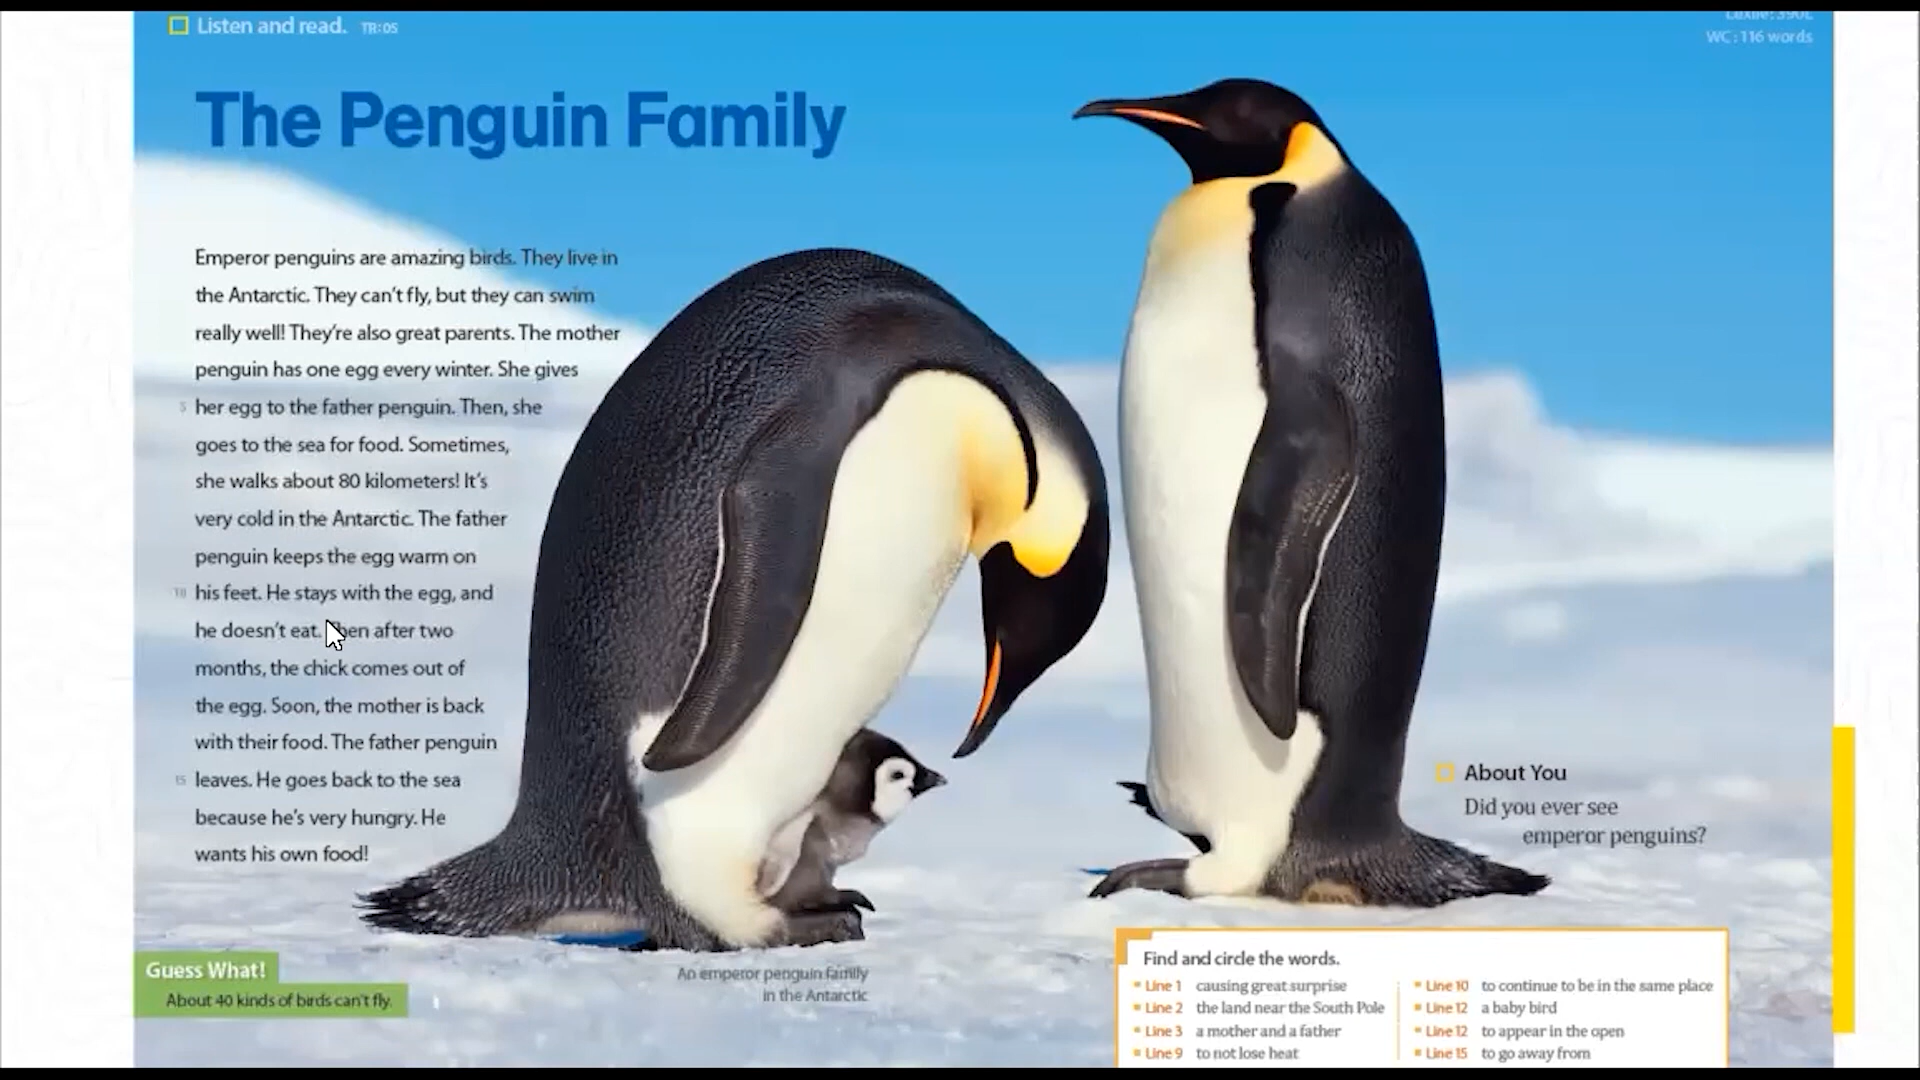 Listen and read. TR:05
WC:116 words
The Penguin Family
Emperor penguins are amazing birds. They live in
the Antarctic. They can't fly, but they can swim
really well! They're also great parents. The mother
penguin has one egg every winter. She gives
5 her egg to the father penguin. Then, she
goes to the sea for food. Sometimes,
she walks about 80 kilometers! It's
very cold in the Antarctic. The father
penguin keeps the egg warm on
10 his feet. He stays with the egg, and
he doesn't eat. Then after two
months, the chick comes out of
the egg. Soon, the mother is back
with their food. The father penguin
15 leaves. He goes back to the sea
because he's very hungry. He
wants his own food!
About You
Did you ever see
emperor penguins?
Guess What!
About 40 kinds of birds can't fly.
An emperor penguin family
in the Antarctic
Find and circle the words.
Line 1 causing great surprise
Line 2 the land near the South Pole
Line 3 a mother and a father
Line 9 to not lose heat
Line 10 to continue to be in the same place
Line 12 a baby bird
Line 12 to appear in the open
Line 15 to go away from